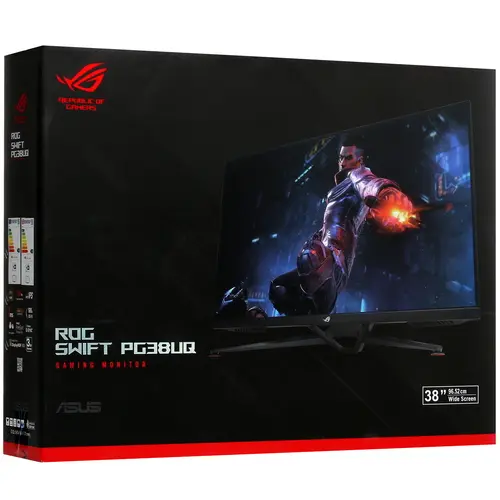 REPUBLIC OF
GAMERS
ROG
SWIFT
PG38UQ
ROG
SWIFT PG38UQ
GAMING MONITOR
ASUS
38" 96.52cm
Wide Screen